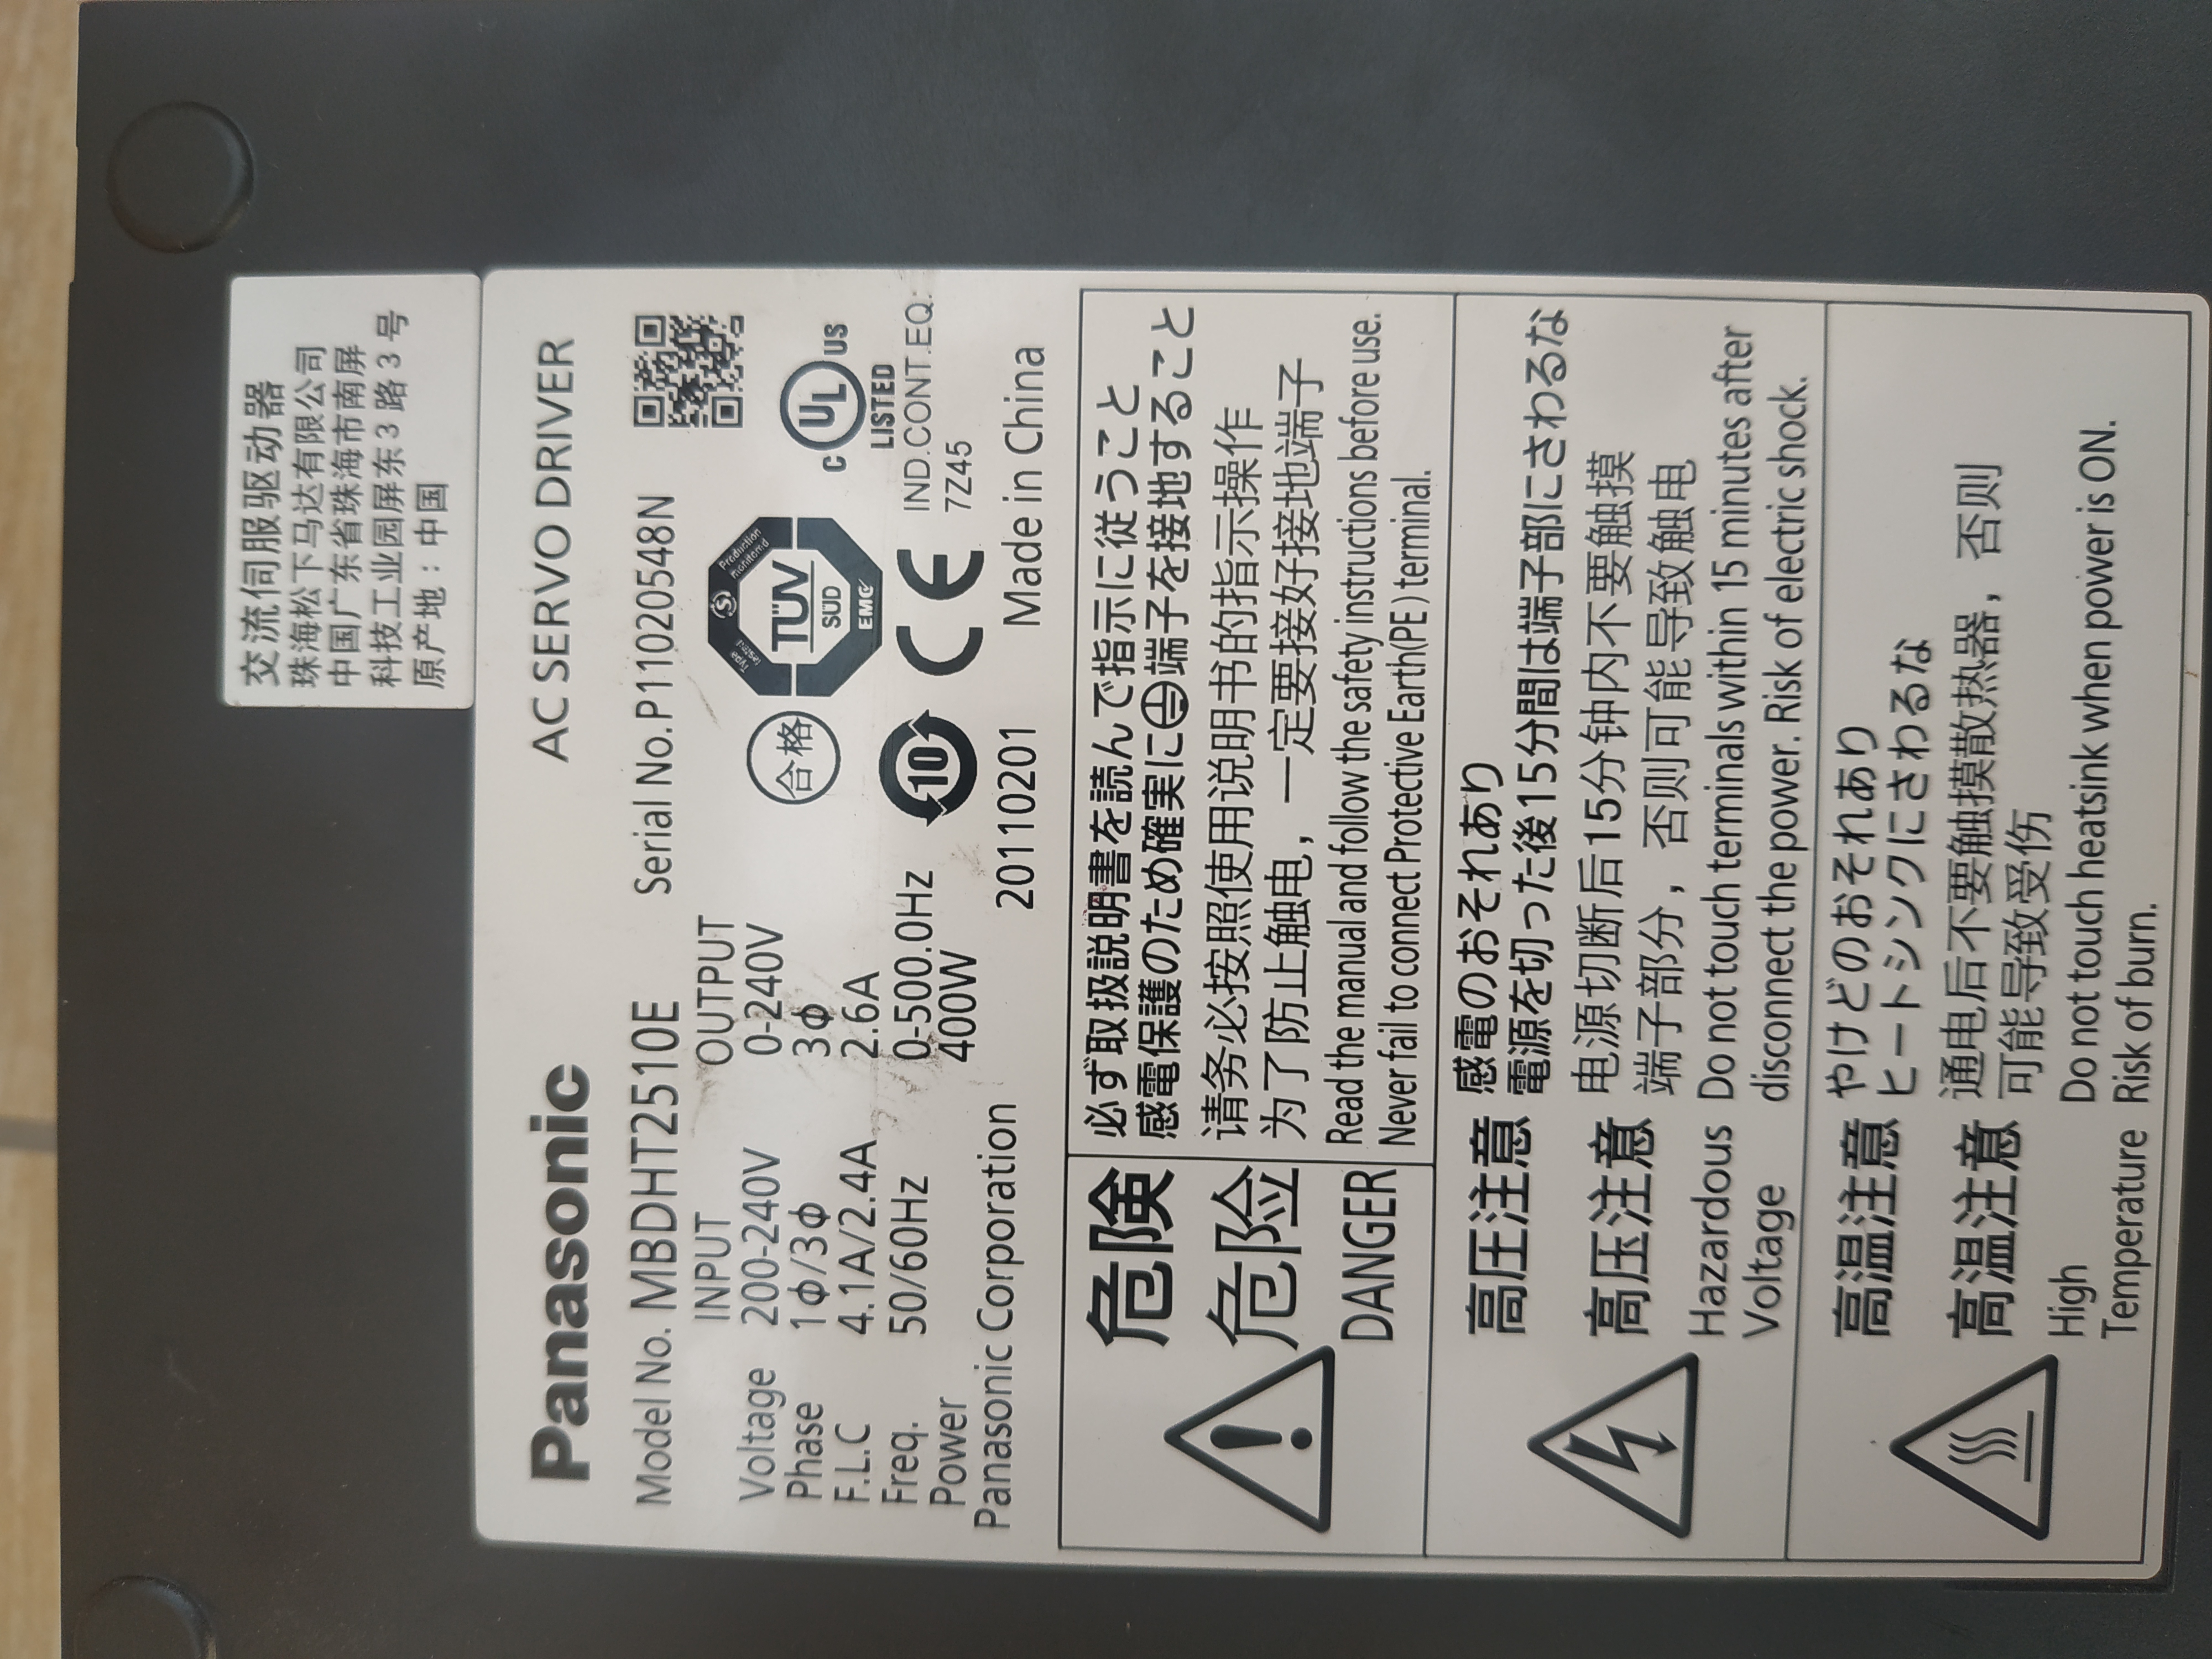 交流伺服驱动器
珠海松下马达有限公司
中国广东省珠海市南屏
科技工业园屏东3路3号
原产地：中国
Panasonic AC SERVO DRIVER
Model No. MBDHT2510E Serial No.P11020548N
INPUT OUTPUT
Voltage 200-240V 0-240V
Phase 1ϕ/3ϕ 3ϕ
F.L.C 4.1A/2.4A 2.6A
Freq. 50/60Hz 0-500.0Hz
Power 400W
Panasonic Corporation 20110201 Made in China
合格
10
Type tested
Production monitored
S
TÜV
SÜD
EMC
CE
C UL US
LISTED
IND.CONT.EQ.
7Z45
危険
危险
DANGER
必ず取扱説明書を読んで指示に従うこと
感電保護のため確実に⏚端子を接地すること
请务必按照使用说明书的指示操作
为了防止触电，一定要接好接地端子
Read the manual and follow the safety instructions before use.
Never fail to connect Protective Earth(PE) terminal.
高圧注意
感電のおそれあり
電源を切った後15分間は端子部にさわるな
高压注意
电源切断后15分钟内不要触摸
端子部分，否则可能导致触电
Hazardous Do not touch terminals within 15 minutes after
Voltage disconnect the power. Risk of electric shock.
高温注意
やけどのおそれあり
ヒートシンクにさわるな
高温注意
通电后不要触摸散热器，否则
可能导致受伤
High Do not touch heatsink when power is ON.
Temperature Risk of burn.